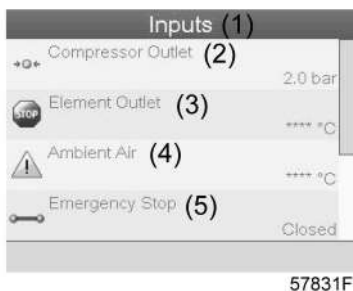 Inputs (1)
Compressor Outlet (2)
2.0 bar
STOP
Element Outlet (3)
**** °C
Ambient Air (4)
**** °C
Emergency Stop (5)
Closed
57831F